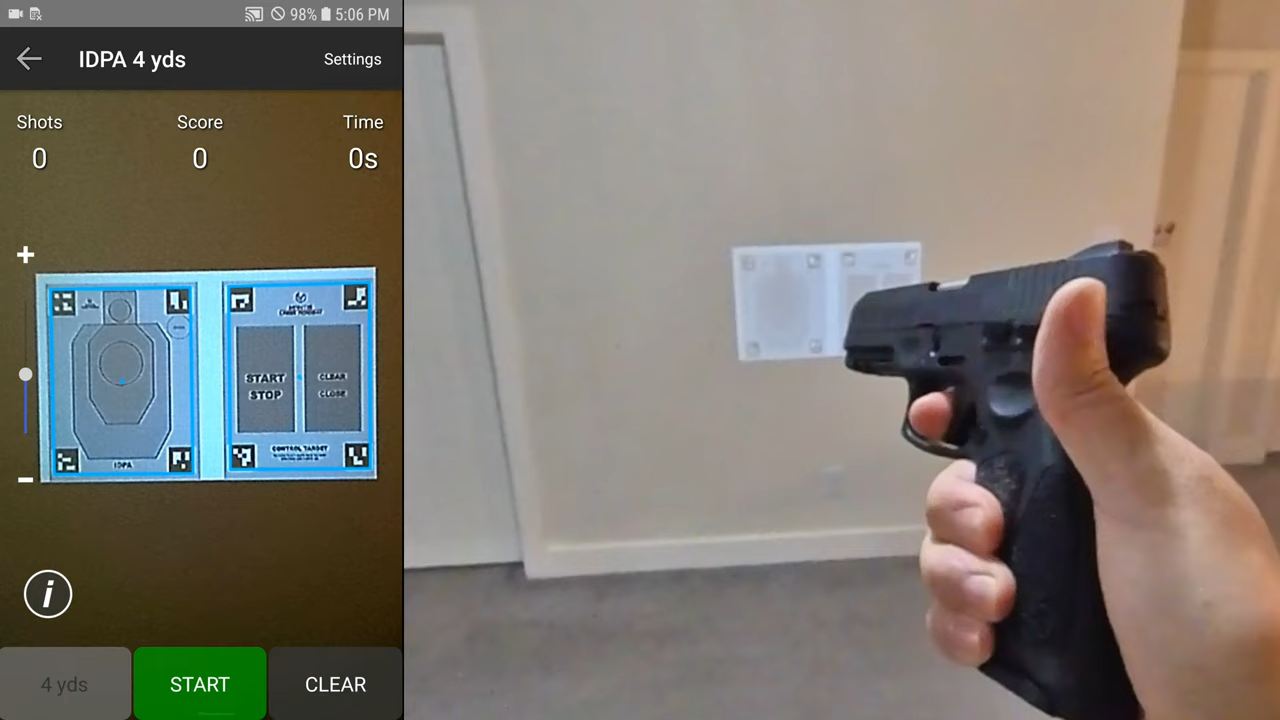 98% 5:06 PM
IDPA 4 yds
Settings
Shots
Score
Time
0
0
0s
+
START
STOP
CLEAR
CLOSE
IDPA
CONTROL TARGET
i
4 yds
START
CLEAR